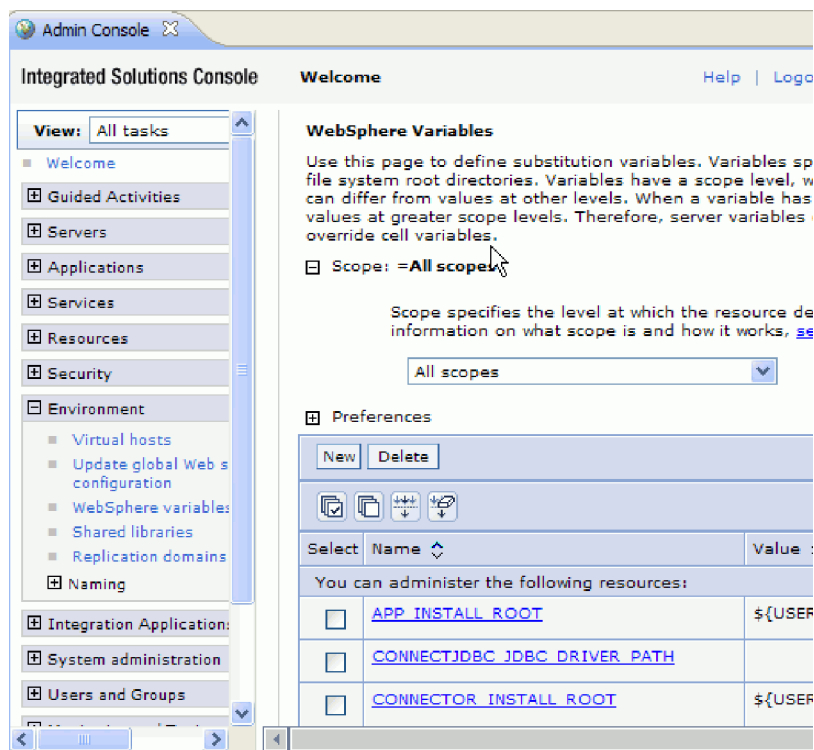 Admin Console
Integrated Solutions Console
Welcome
Help | Logo
View: All tasks
Welcome
Guided Activities
Servers
Applications
Services
Resources
Security
Environment
Virtual hosts
Update global Web s
configuration
WebSphere variables
Shared libraries
Replication domains
Naming
Integration Applications
System administration
Users and Groups
WebSphere Variables
Use this page to define substitution variables. Variables sp
file system root directories. Variables have a scope level, w
can differ from values at other levels. When a variable has
values at greater scope levels. Therefore, server variables
override cell variables.
Scope: =All scopes
Scope specifies the level at which the resource de
information on what scope is and how it works, se
All scopes
Preferences
New Delete
Select Name Value
You can administer the following resources:
APP_INSTALL_ROOT ${USER
CONNECTJDBC_JDBC_DRIVER_PATH
CONNECTOR_INSTALL_ROOT ${USER